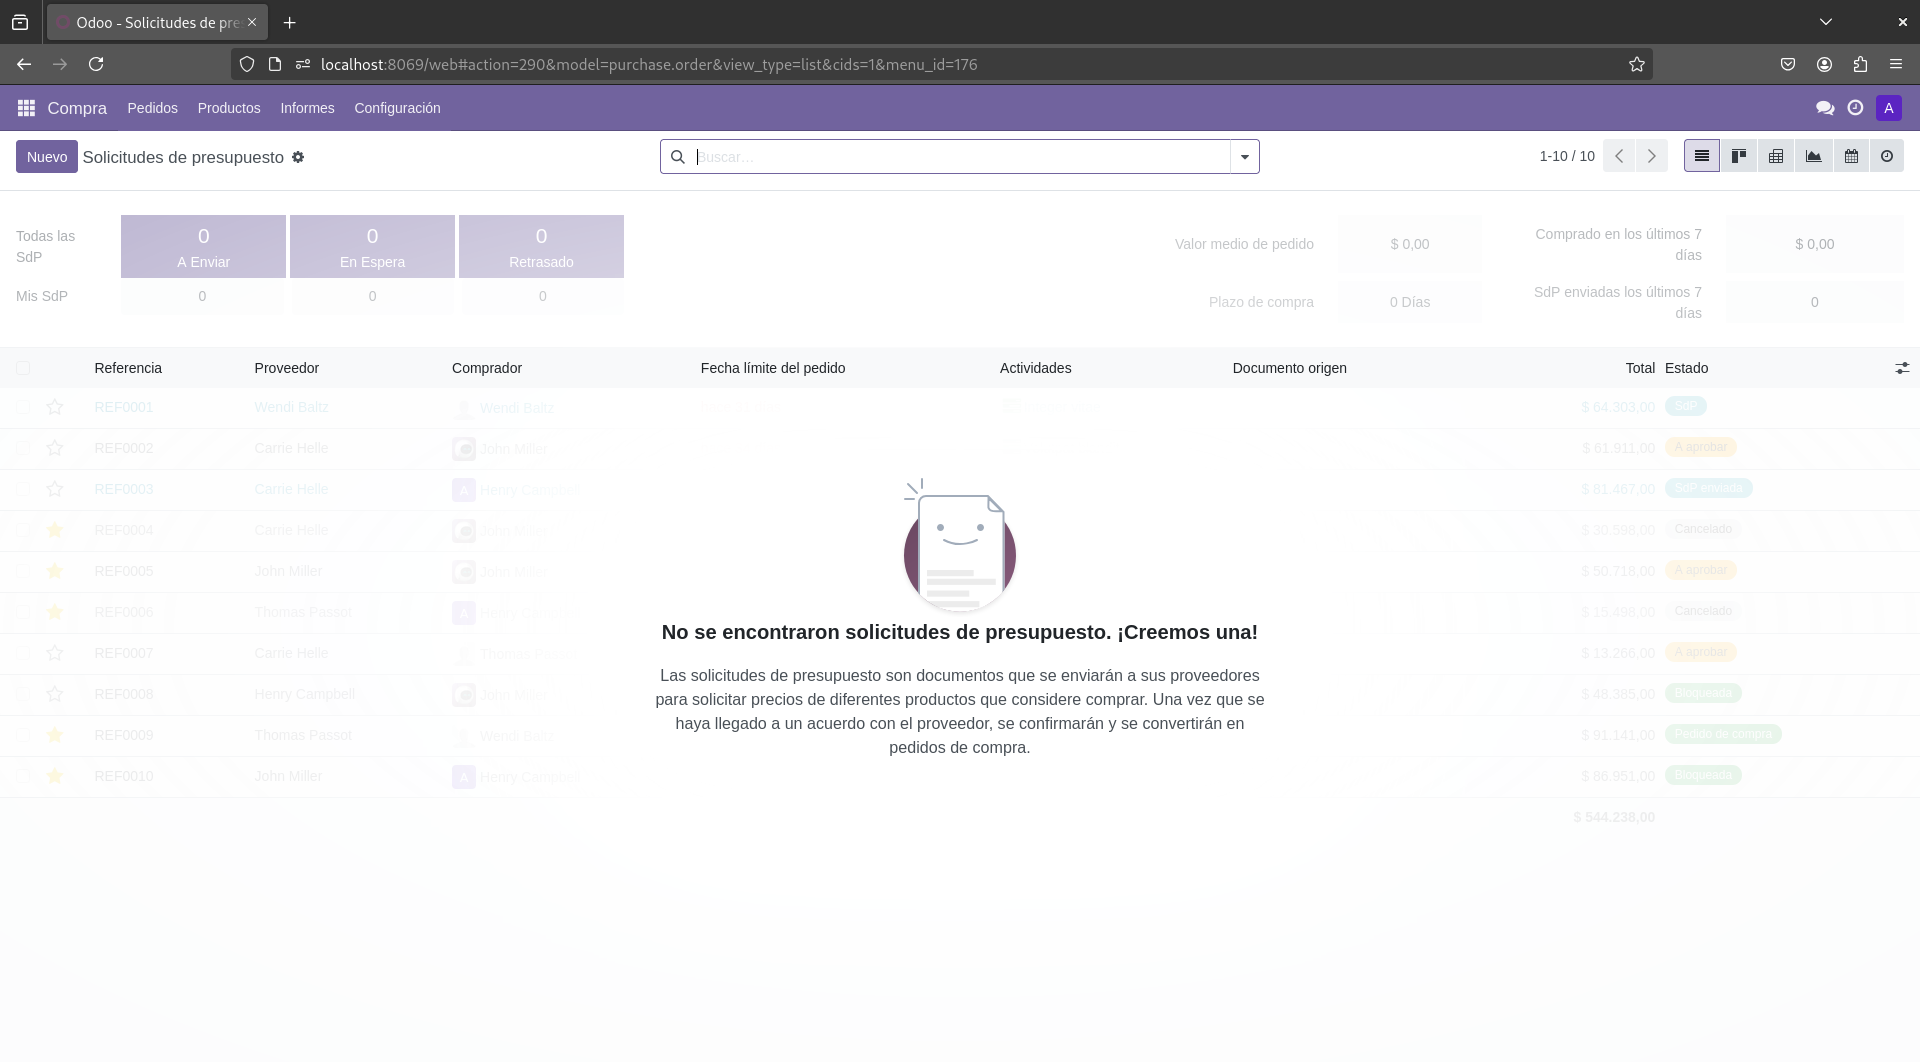 Odoo - Solicitudes de pre
localhost:8069/web#action=290&model=purchase.order&view_type=list&cids=1&menu_id=176
Compra Pedidos Productos Informes Configuración A
Nuevo Solicitudes de presupuesto Buscar... 1-10 / 10
Todas las SdP
0 A Enviar
0 En Espera
0 Retrasado
Valor medio de pedido $ 0,00
Comprado en los últimos 7 días $ 0,00
Mis SdP 0 0 0
Plazo de compra 0 Días
SdP enviadas los últimos 7 días 0
Referencia Proveedor Comprador Fecha límite del pedido Actividades Documento origen Total Estado
REF0001 Wendi Baltz Wendi Baltz $ 64.303,00 SdP
REF0002 Carrie Helle John Miller $ 61.911,00 A aprobar
REF0003 Carrie Helle A Henry Campbell $ 81.467,00 SdP enviada
REF0004 Carrie Helle John Miller $ 30.598,00 Cancelado
REF0005 John Miller John Miller $ 50.718,00 A aprobar
REF0006 Thomas Passot A Henry Campbell $ 15.498,00 Cancelado
REF0007 Carrie Helle Thomas Passot $ 13.266,00 A aprobar
REF0008 Henry Campbell John Miller $ 48.385,00 Bloqueada
REF0009 Thomas Passot Wendi Baltz $ 91.141,00 Pedido de compra
REF0010 John Miller A Henry Campbell $ 86.951,00 Bloqueada
$ 544.238,00
No se encontraron solicitudes de presupuesto. ¡Creemos una!
Las solicitudes de presupuesto son documentos que se enviarán a sus proveedores
para solicitar precios de diferentes productos que considere comprar. Una vez que se
haya llegado a un acuerdo con el proveedor, se confirmarán y se convertirán en
pedidos de compra.